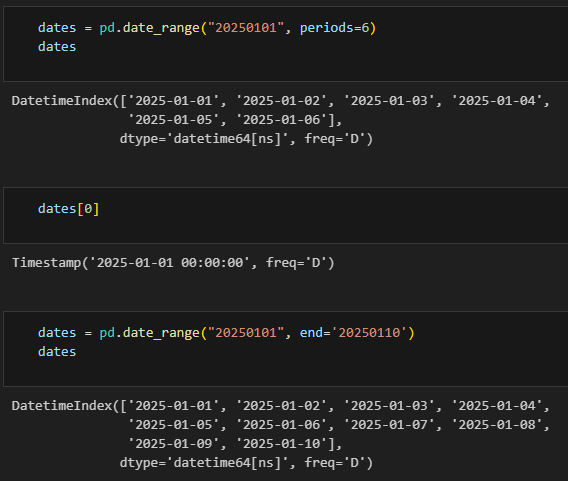 dates = pd.date_range("20250101", periods=6)
dates
DatetimeIndex(['2025-01-01', '2025-01-02', '2025-01-03', '2025-01-04',
'2025-01-05', '2025-01-06'],
dtype='datetime64[ns]', freq='D')
dates[0]
Timestamp('2025-01-01 00:00:00', freq='D')
dates = pd.date_range("20250101", end='20250110')
dates
DatetimeIndex(['2025-01-01', '2025-01-02', '2025-01-03', '2025-01-04',
'2025-01-05', '2025-01-06', '2025-01-07', '2025-01-08',
'2025-01-09', '2025-01-10'],
dtype='datetime64[ns]', freq='D')